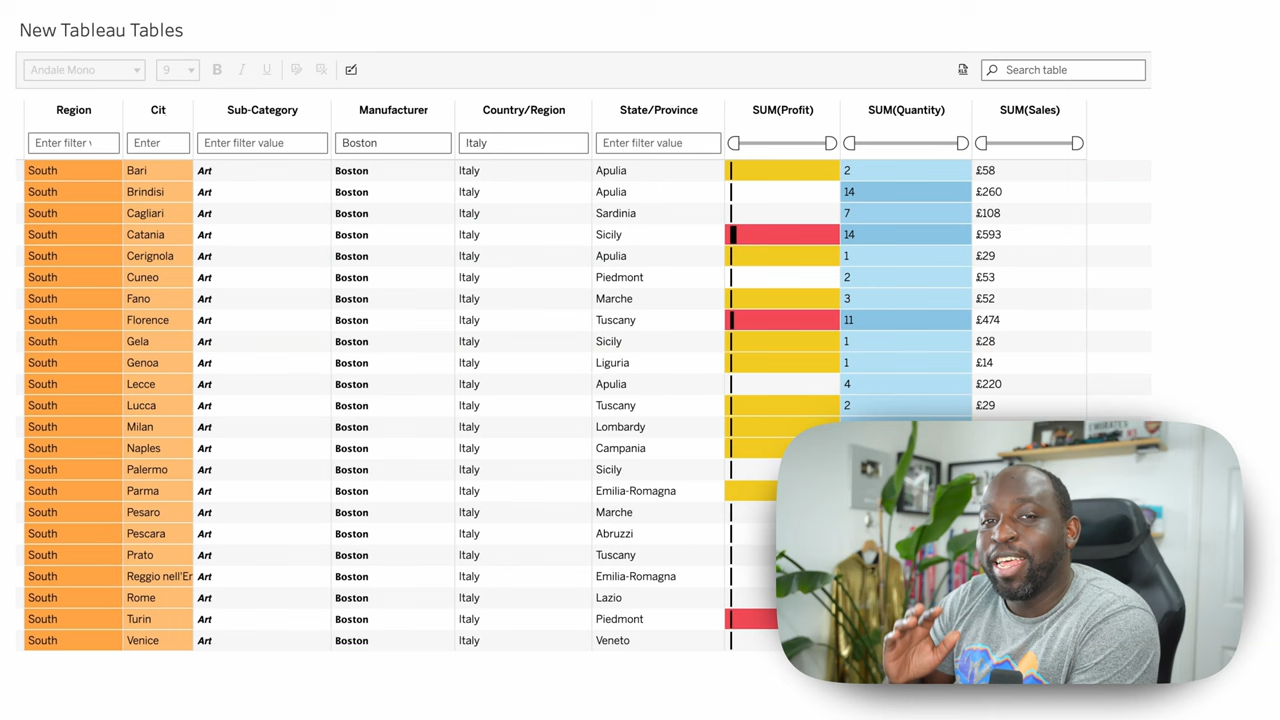 New Tableau Tables
Andale Mono 9 B I U XLS Search table
Region Cit Sub-Category Manufacturer Country/Region State/Province SUM(Profit) SUM(Quantity) SUM(Sales)
Enter filter v Enter Enter filter value Boston Italy Enter filter value
South Bari Art Boston Italy Apulia 2 £58
South Brindisi Art Boston Italy Apulia 14 £260
South Cagliari Art Boston Italy Sardinia 7 £108
South Catania Art Boston Italy Sicily 14 £593
South Cerignola Art Boston Italy Apulia 1 £29
South Cuneo Art Boston Italy Piedmont 2 £53
South Fano Art Boston Italy Marche 3 £52
South Florence Art Boston Italy Tuscany 11 £474
South Gela Art Boston Italy Sicily 1 £28
South Genoa Art Boston Italy Liguria 1 £14
South Lecce Art Boston Italy Apulia 4 £220
South Lucca Art Boston Italy Tuscany 2 £29
South Milan Art Boston Italy Lombardy
South Naples Art Boston Italy Campania
South Palermo Art Boston Italy Sicily
South Parma Art Boston Italy Emilia-Romagna
South Pesaro Art Boston Italy Marche
South Pescara Art Boston Italy Abruzzi
South Prato Art Boston Italy Tuscany
South Reggio nell'Er Art Boston Italy Emilia-Romagna
South Rome Art Boston Italy Lazio
South Turin Art Boston Italy Piedmont
South Venice Art Boston Italy Veneto
EMIRATES